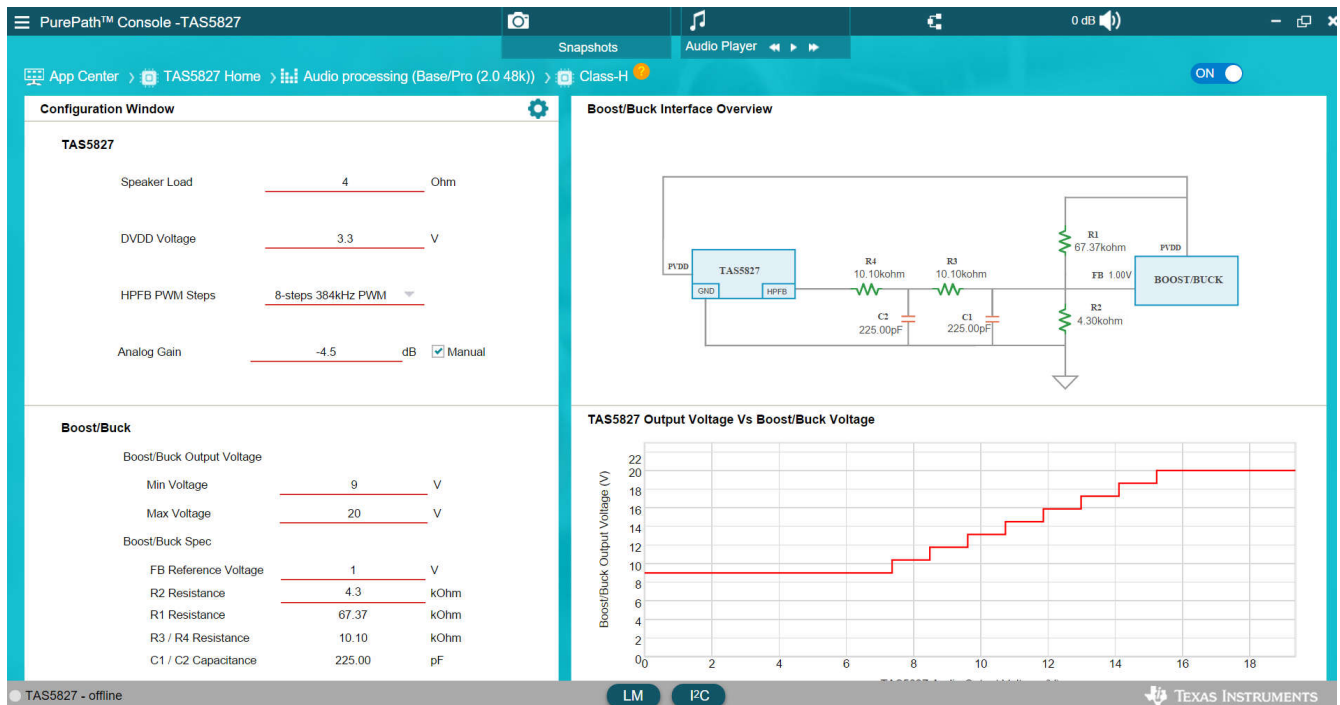 PurePath™ Console -TAS5827
Snapshots
Audio Player
0 dB
App Center > TAS5827 Home > Audio processing (Base/Pro (2.0 48k)) > Class-H ?
ON
Configuration Window
TAS5827
Speaker Load 4 Ohm
DVDD Voltage 3.3 V
HPFB PWM Steps 8-steps 384kHz PWM
Analog Gain -4.5 dB Manual
Boost/Buck
Boost/Buck Output Voltage
Min Voltage 9 V
Max Voltage 20 V
Boost/Buck Spec
FB Reference Voltage 1 V
R2 Resistance 4.3 kOhm
R1 Resistance 67.37 kOhm
R3 / R4 Resistance 10.10 kOhm
C1 / C2 Capacitance 225.00 pF
Boost/Buck Interface Overview
PVDD
TAS5827
GND
HPFB
R4
10.10kohm
R3
10.10kohm
C2
225.00pF
C1
225.00pF
R1
67.37kohm
PVDD
FB 1.00V
BOOST/BUCK
R2
4.30kohm
TAS5827 Output Voltage Vs Boost/Buck Voltage
Boost/Buck Output Voltage (V)
22
20
18
16
14
12
10
8
6
4
2
0
0 2 4 6 8 10 12 14 16 18
TAS5827 - offline
LM
I²C
TEXAS INSTRUMENTS